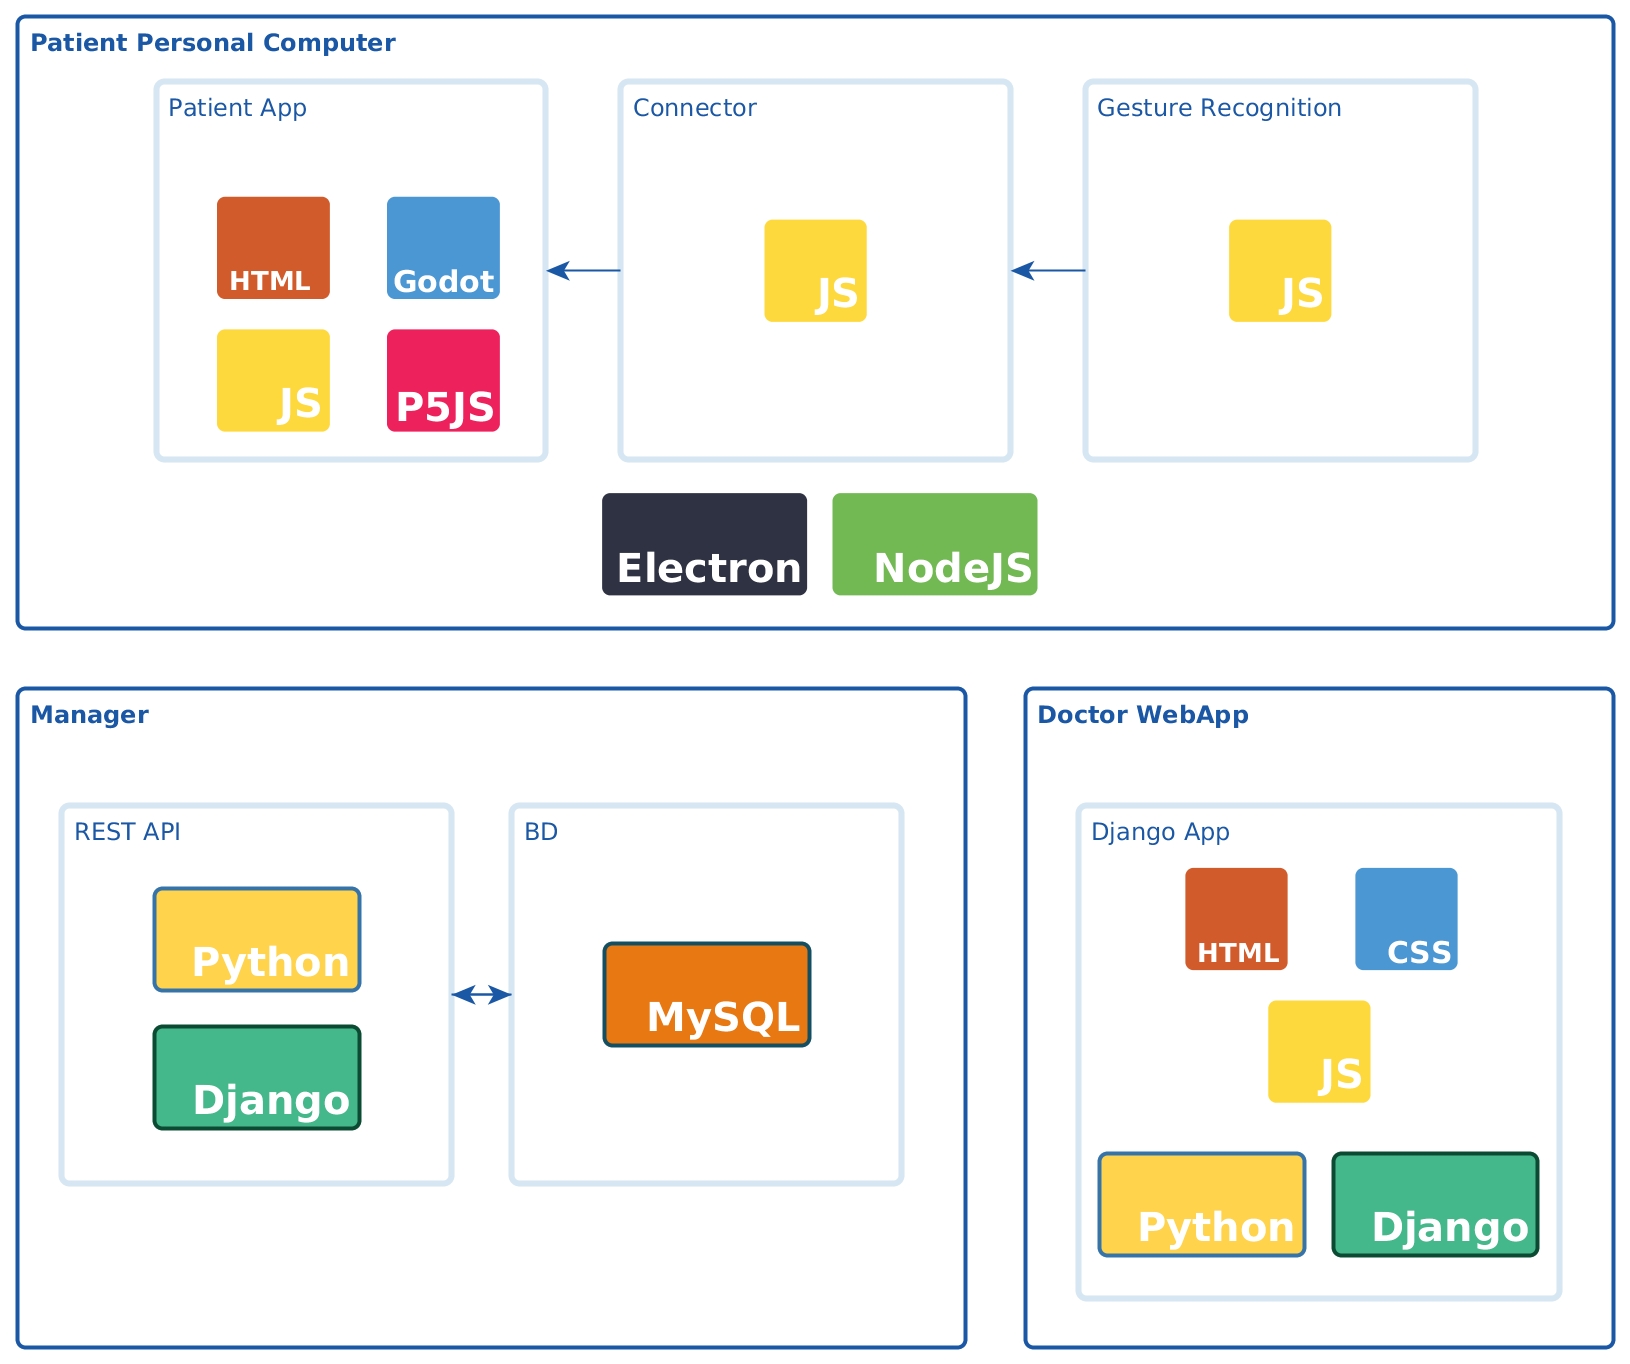 Patient Personal Computer
Patient App
Connector
Gesture Recognition
HTML
Godot
JS
P5JS
JS
JS
Electron
NodeJS
Manager
REST API
BD
Python
Django
MySQL
Doctor WebApp
Django App
HTML
CSS
JS
Python
Django